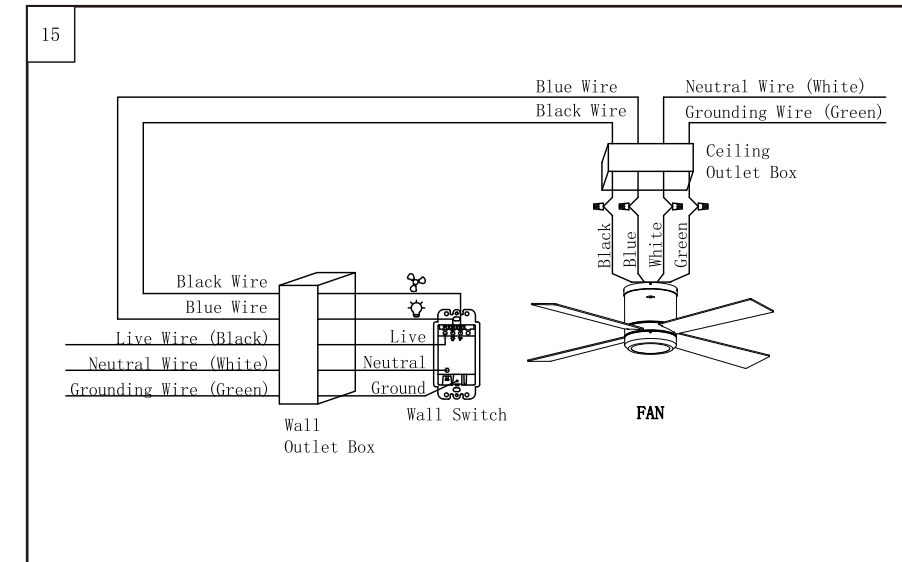 15
Blue Wire
Neutral Wire (White)
Black Wire
Grounding Wire (Green)
Ceiling
Outlet Box
Black
Blue
White
Green
Black Wire
Blue Wire
Live Wire (Black)
Live
Neutral Wire (White)
Neutral
Grounding Wire (Green)
Ground
Wall Switch
FAN
Wall
Outlet Box